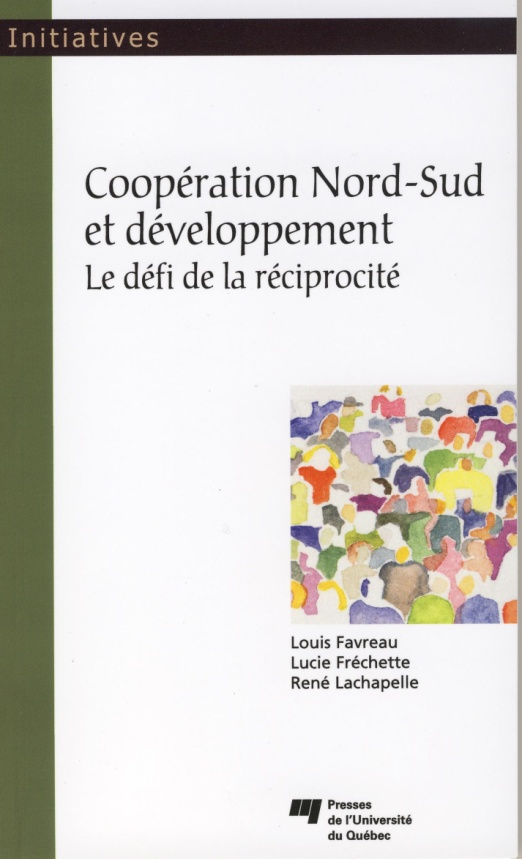 Initiatives
Coopération Nord-Sud
et développement
Le défi de la réciprocité
Louis Favreau
Lucie Fréchette
René Lachapelle
Presses
de l'Université
du Québec